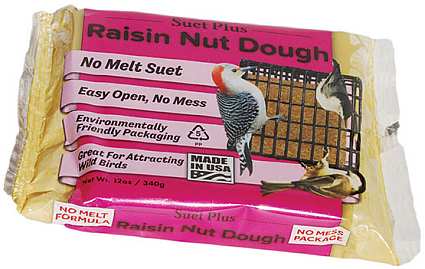 Suet Plus
Raisin Nut Dough
No Melt Suet
Easy Open, No Mess
Environmentally
Friendly Packaging
5
PP
Great For Attracting
Wild Birds
MADE
IN USA
Net Wt. 12oz / 340g
NO MELT
FORMULA
Suet Plus
Raisin Nut Dough
NO MESS
PACKAGE